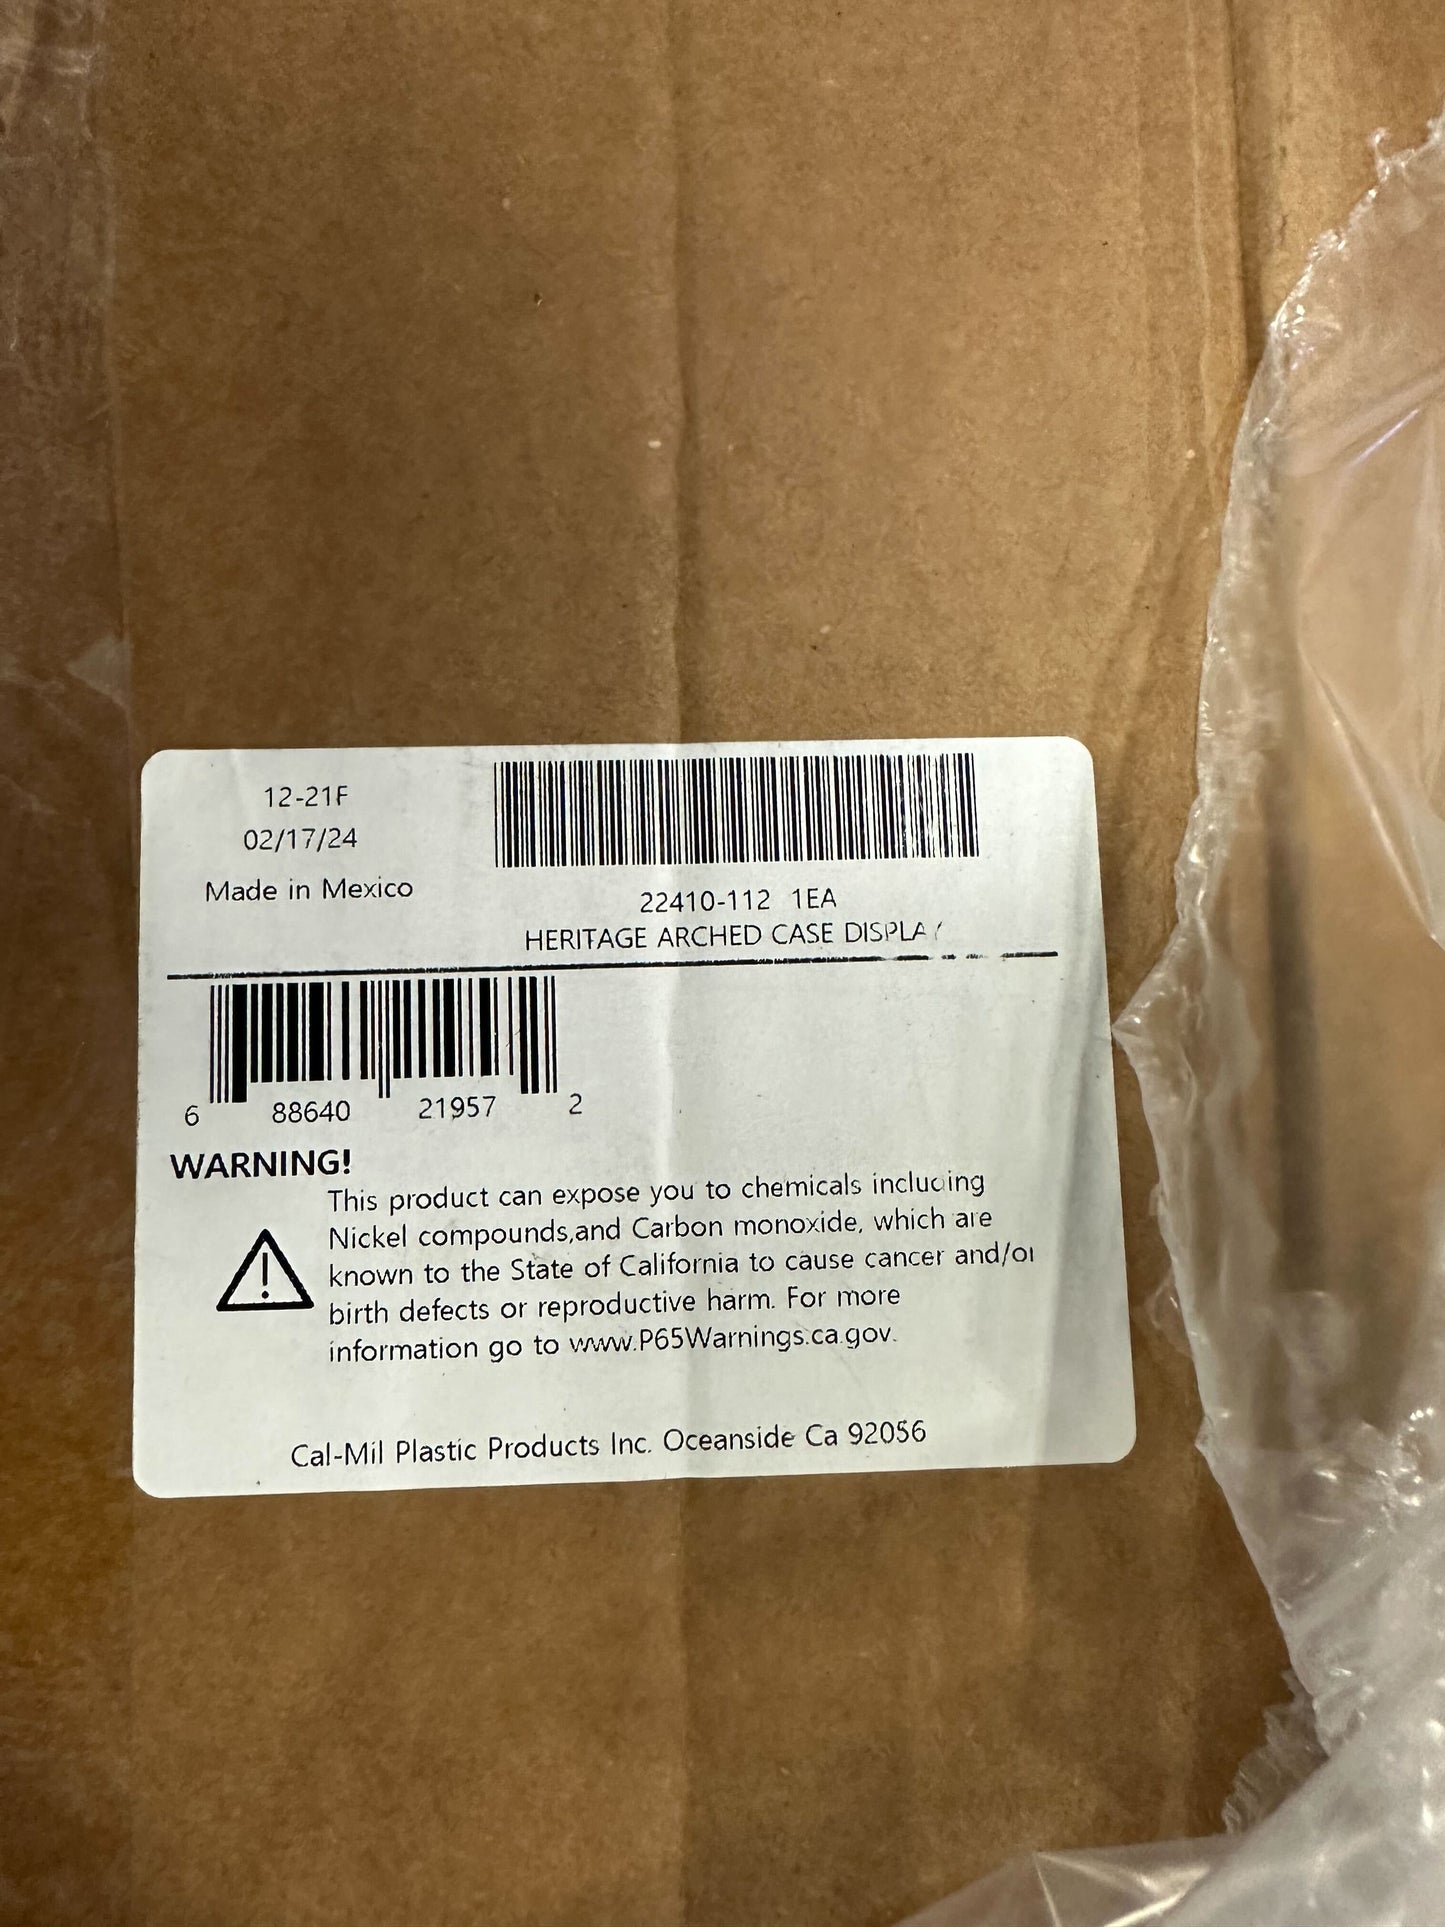 12-21F
02/17/24
Made in Mexico
22410-112 1EA
HERITAGE ARCHED CASE DISPLAY
6 88640 21957 2
WARNING!
This product can expose you to chemicals including
Nickel compounds,and Carbon monoxide, which are
known to the State of California to cause cancer and/or
birth defects or reproductive harm. For more
information go to www.P65Warnings.ca.gov.
Cal-Mil Plastic Products Inc. Oceanside Ca 92056